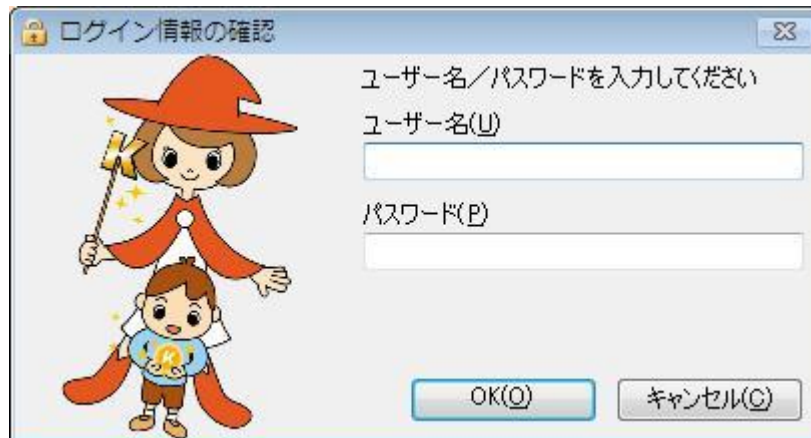 ログイン情報の確認
ユーザー名／パスワードを入力してください
ユーザー名(U)
K
パスワード(P)
K
OK(O)
キャンセル(C)